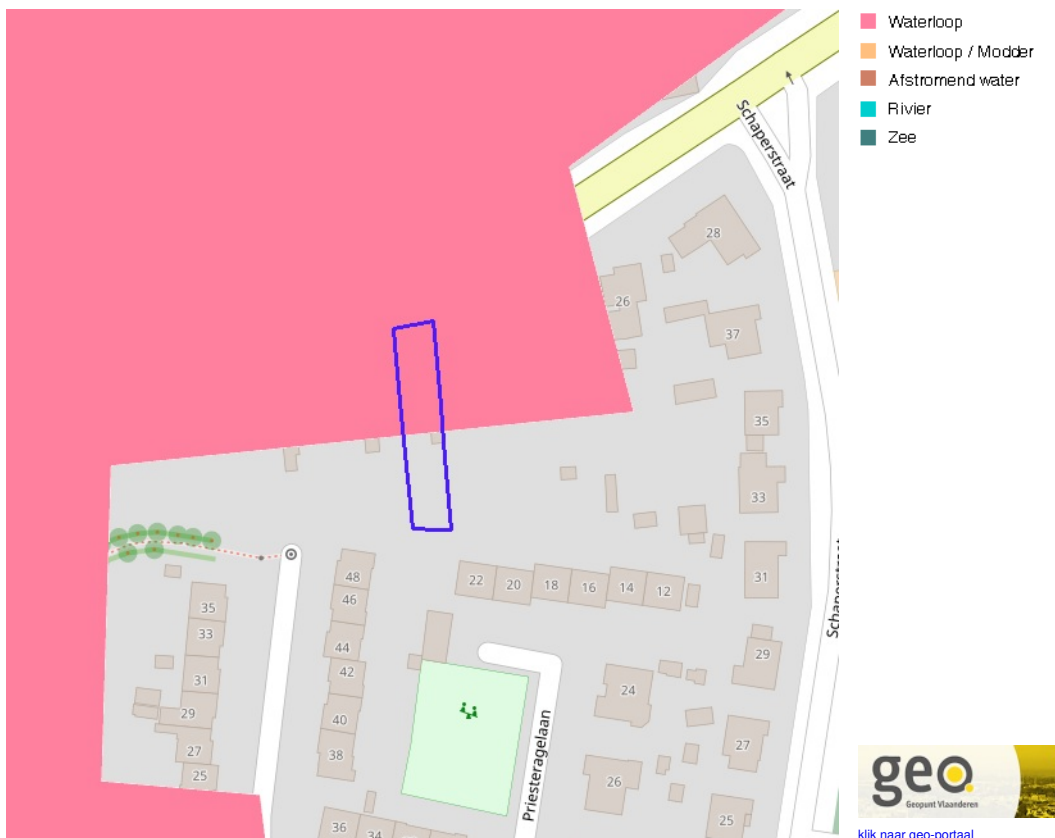 Waterloop
Waterloop / Modder
Afstromend water
Rivier
Zee
Schaperstraat
28
26
37
35
33
48
22
20
18
16
14
12
31
46
35
33
44
42
31
29
24
29
40
27
38
27
25
Priesteragelaan
26
36
34
25
Schaperstraat
geo
Geopunt Vlaanderen
klik naar geo-portaal